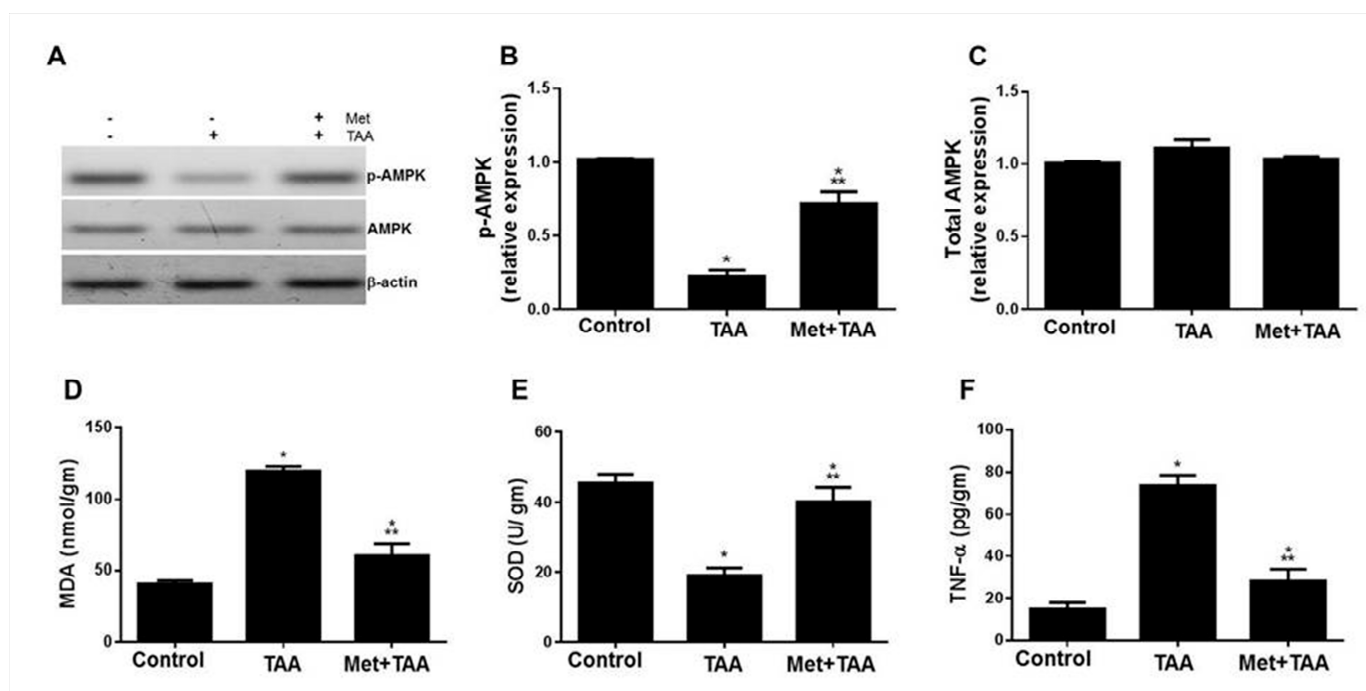 A
- - + Met
- + + TAA
p-AMPK
AMPK
β-actin
B
p-AMPK
(relative expression)
1.5
1.0
0.5
0.0
*
*
**
Control TAA Met+TAA
C
Total AMPK
(relative expression)
1.5
1.0
0.5
0.0
Control TAA Met+TAA
D
MDA (nmol/gm)
150
100
50
0
*
*
**
Control TAA Met+TAA
E
SOD (U/ gm)
60
40
20
0
*
*
**
Control TAA Met+TAA
F
TNF-α (pg/gm)
100
80
60
40
20
0
*
*
**
Control TAA Met+TAA